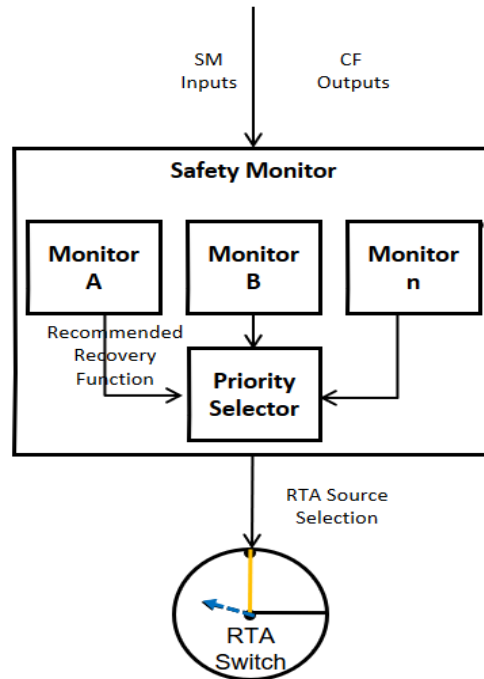 SM
Inputs
CF
Outputs
Safety Monitor
Monitor
A
Monitor
B
Monitor
n
Recommended
Recovery
Function
Priority
Selector
RTA Source
Selection
RTA
Switch